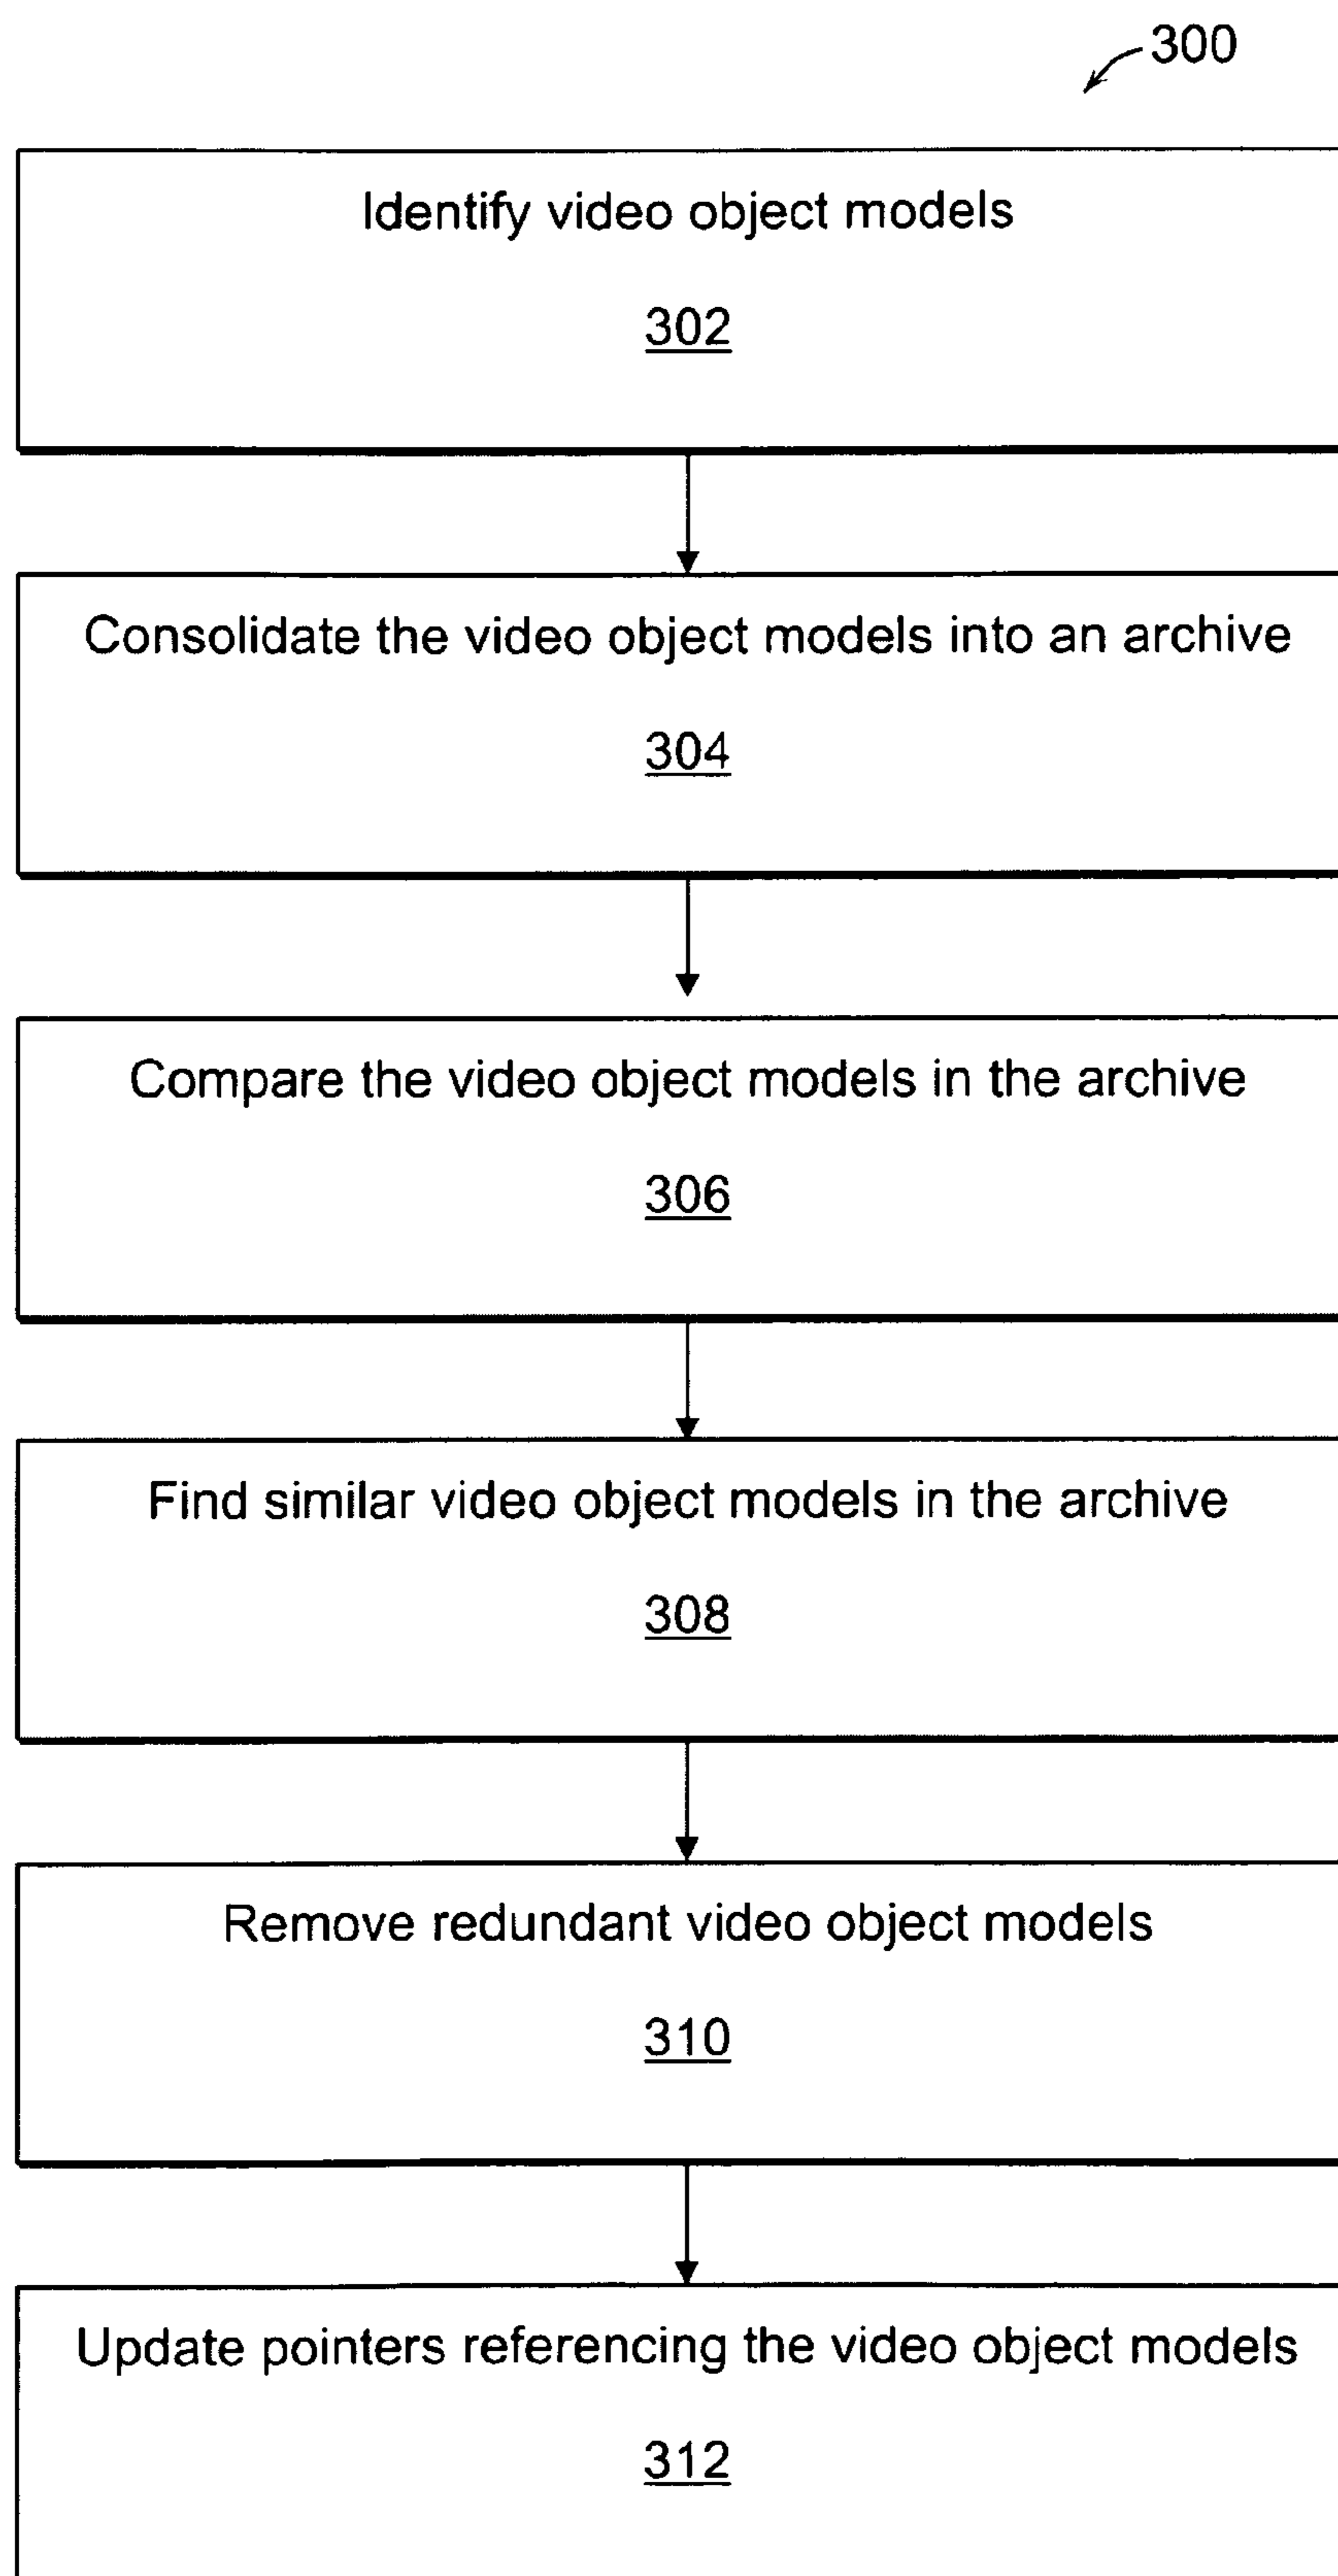 300
Identify video object models
302
Consolidate the video object models into an archive
304
Compare the video object models in the archive
306
Find similar video object models in the archive
308
Remove redundant video object models
310
Update pointers referencing the video object models
312